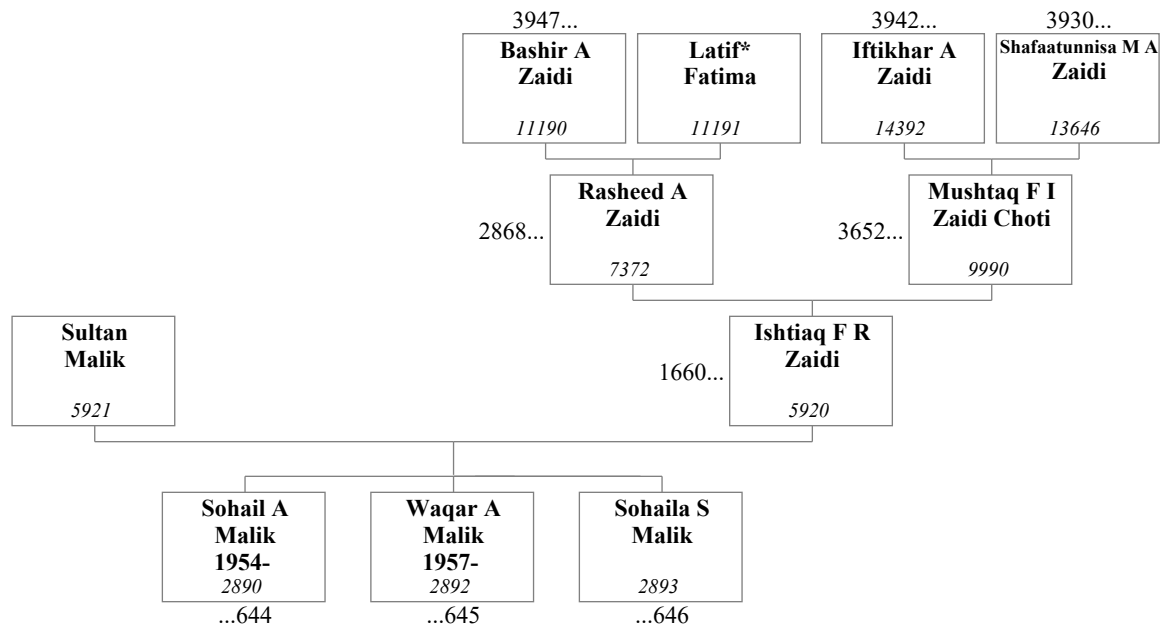 3947... 3942... 3930...
Bashir A Latif* Iftikhar A Shafaatunnisa M A
Zaidi Fatima Zaidi Zaidi
11190 11191 14392 13646
Rasheed A Mushtaq F I
Zaidi Zaidi Choti
2868... 3652...
7372 9990
Sultan Ishtiaq F R
Malik Zaidi
1660...
5921 5920
Sohail A Waqar A Sohaila S
Malik Malik Malik
1954- 1957-
2890 2892 2893
...644 ...645 ...646